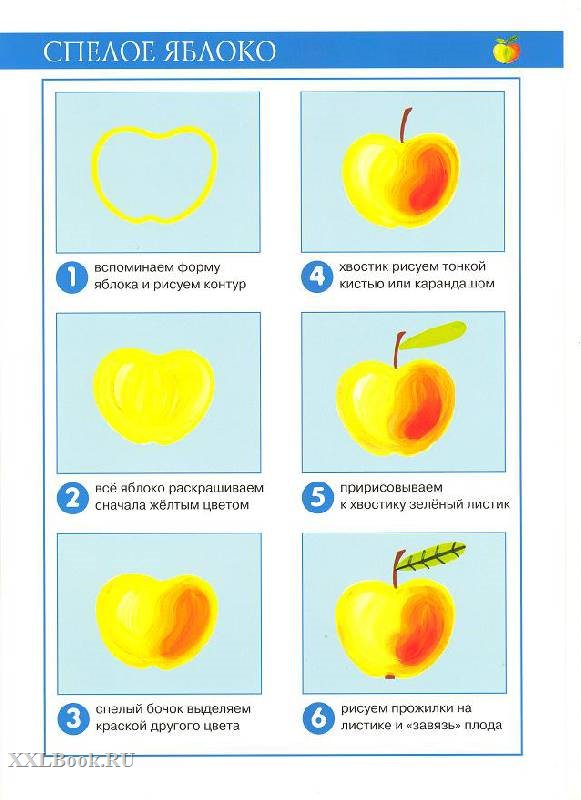 СПЕЛОЕ ЯБЛОКО
1 вспоминаем форму
яблока и рисуем контур
2 всё яблоко раскрашиваем
сначала жёлтым цветом
3 спелый бочок выделяем
краской другого цвета
4 хвостик рисуем тонкой
кистью или карандашом
5 пририсовываем
к хвостику зелёный листик
6 рисуем прожилки на
листике и «завязь» плода
XXLBook.RU